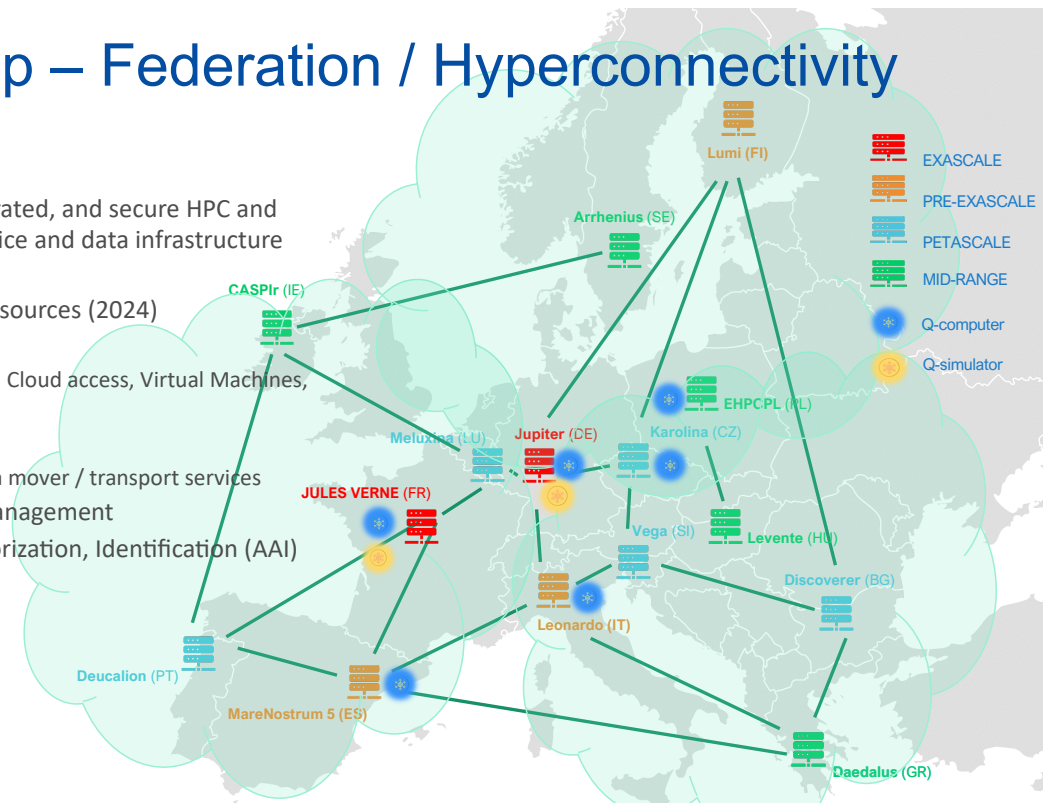 p – Federation / Hyperconnectivity
rated, and secure HPC and
ice and data infrastructure
sources (2024)
Cloud access, Virtual Machines,
mover / transport services
anagement
orization, Identification (AAI)
Lumi (FI)
Arrhenius (SE)
CASPIr (IE)
EHPCPL (PL)
Meluxina (LU)
Jupiter (DE)
Karolina (CZ)
JULES VERNE (FR)
Vega (SI)
Levente (HU)
Discoverer (BG)
Leonardo (IT)
Deucalion (PT)
MareNostrum 5 (ES)
Daedalus (GR)
EXASCALE
PRE-EXASCALE
PETASCALE
MID-RANGE
Q-computer
Q-simulator